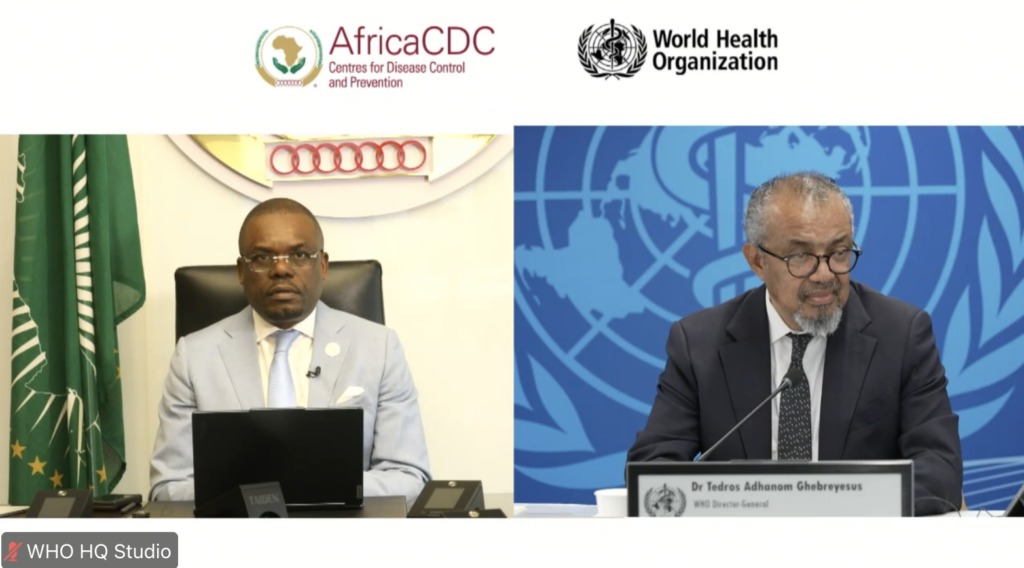 AfricaCDC
Centres for Disease Control
and Prevention
World Health
Organization
TAIDEN
Dr Tedros Adhanom Ghebreyesus
WHO Director-General
WHO HQ Studio